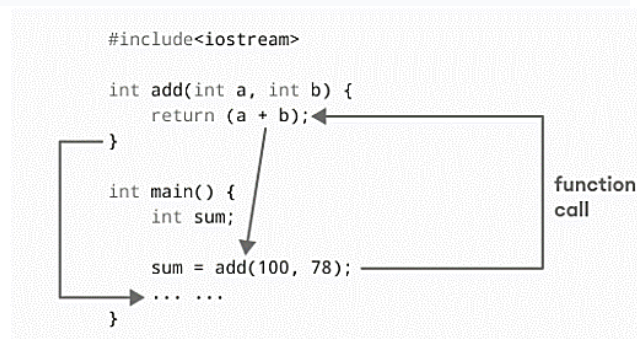 #include<iostream>
int add(int a, int b) {
return (a + b);
}
int main() {
int sum;
sum = add(100, 78);
... ...
}
function
call